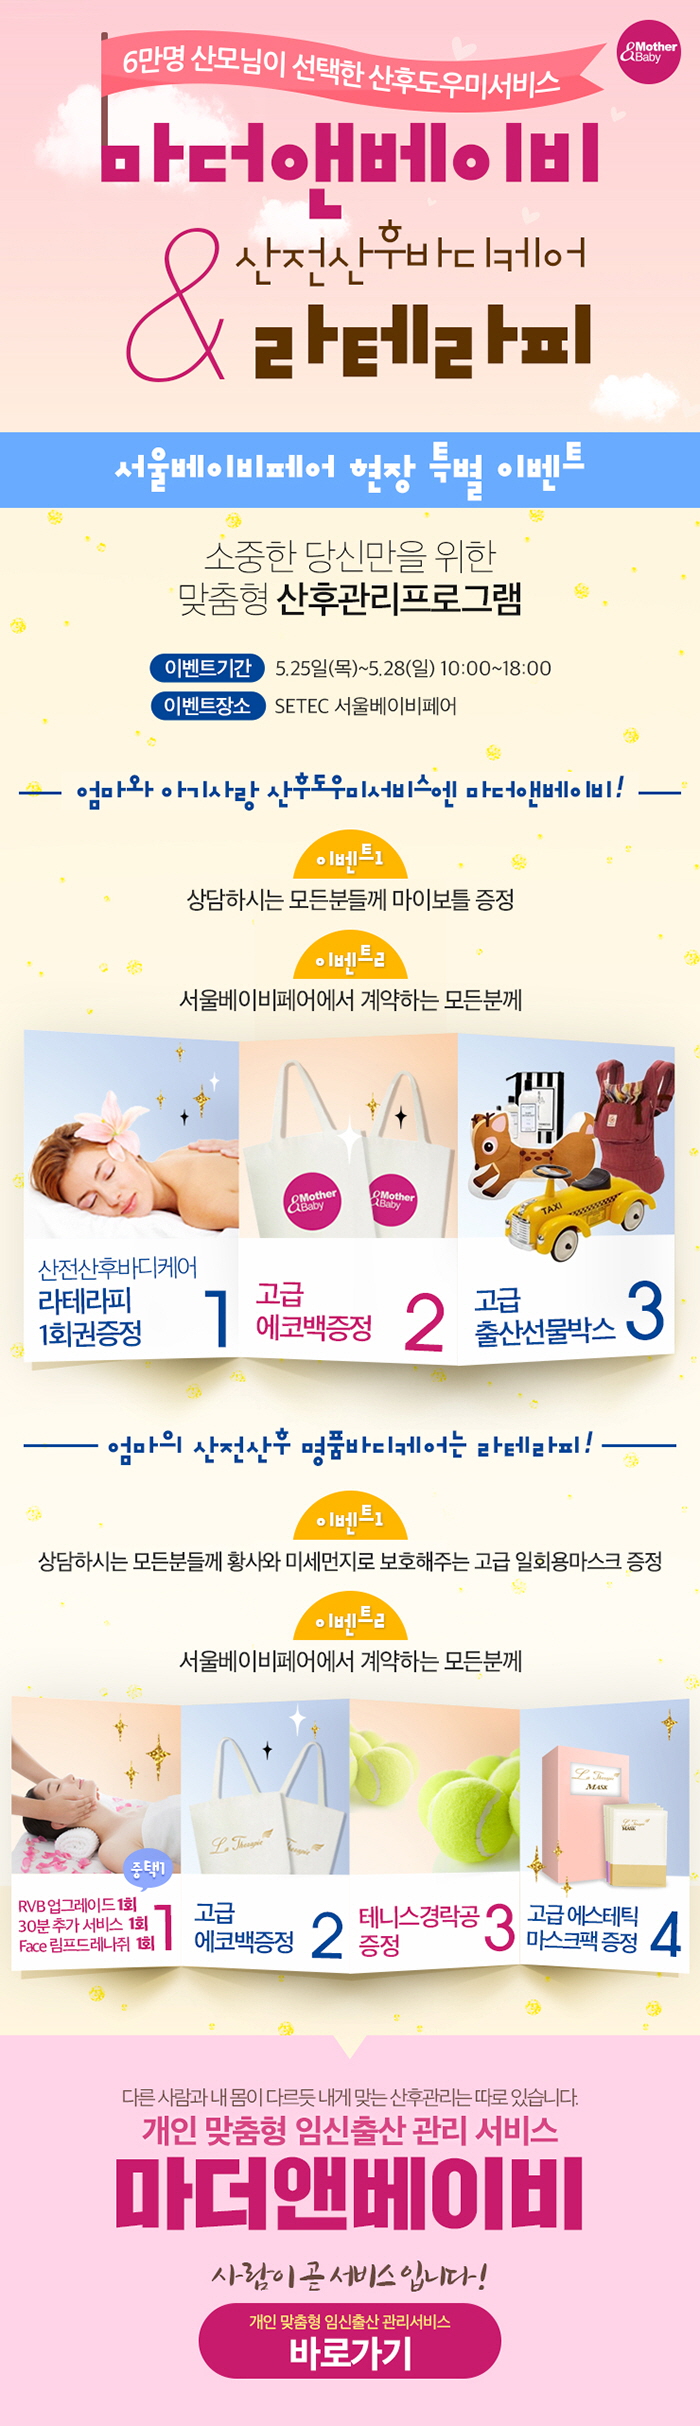 6만명 산모님이 선택한 산후도우미서비스
Mother
&Baby
마더앤베이비
산전산후바디케어
& 라테라피
서울베이비페어 현장 특별 이벤트
소중한 당신만을 위한
맞춤형 산후관리프로그램
이벤트기간 5.25일(목)~5.28(일) 10:00~18:00
이벤트장소 SETEC 서울베이비페어
엄마와 아기사랑 산후도우미서비스엔 마더앤베이비!
이벤트1
상담하시는 모든분들께 마이보틀 증정
이벤트2
서울베이비페어에서 계약하는 모든분께
Mother
&Baby
Mother
&Baby
TAXI
산전산후바디케어
라테라피
1회권증정
1
고급
에코백증정
2
고급
출산선물박스
3
엄마의 산전산후 명품바디케어는 라테라피!
이벤트1
상담하시는 모든분들께 황사와 미세먼지로 보호해주는 고급 일회용마스크 증정
이벤트2
서울베이비페어에서 계약하는 모든분께
La Therapie
La Therapie
La Therapie
MASK
La Therapie
MASK
중택1
RVB 업그레이드 1회
30분 추가 서비스 1회
Face 림프드레나쥐 1회
1
고급
에코백증정
2
테니스경락공
증정
3
고급 에스테틱
마스크팩 증정
4
다른 사람과 내 몸이 다르듯 내게 맞는 산후관리는 따로 있습니다.
개인 맞춤형 임신출산 관리 서비스
마더앤베이비
사람이 곧 서비스입니다!
개인 맞춤형 임신출산 관리서비스
바로가기